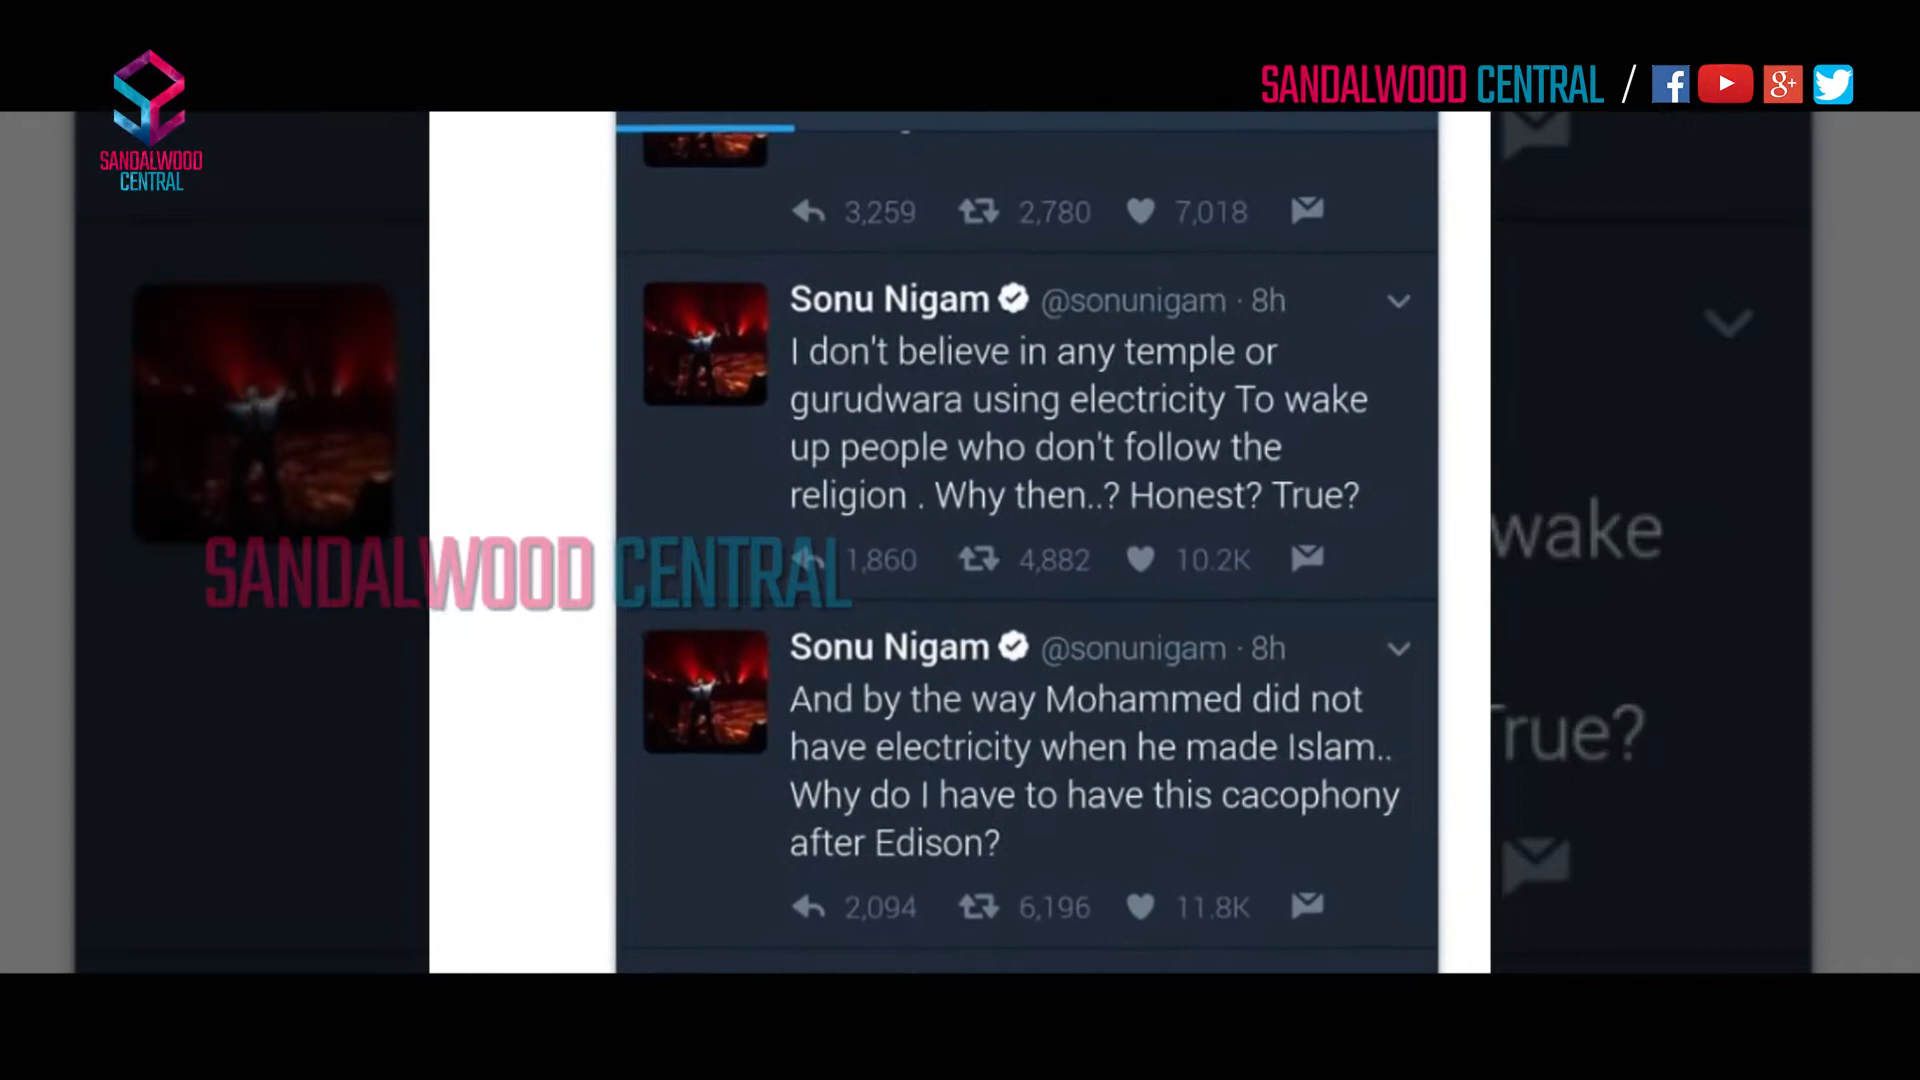 SANDALWOOD CENTRAL /
SANDALWOOD
CENTRAL
3,259 2,780 7,018
Sonu Nigam @sonunigam · 8h
I don't believe in any temple or
gurudwara using electricity To wake
up people who don't follow the
religion . Why then..? Honest? True?
1,860 4,882 10.2K
SANDALWOOD CENTRAL
Sonu Nigam @sonunigam · 8h
And by the way Mohammed did not
have electricity when he made Islam..
Why do I have to have this cacophony
after Edison?
2,094 6,196 11.8K
wake
True?